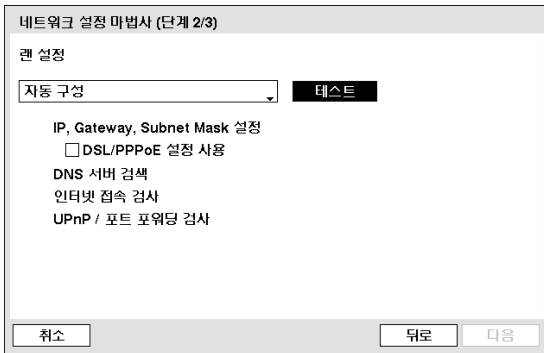 네트워크 설정 마법사 (단계 2/3)
랜 설정
자동 구성 테스트
IP, Gateway, Subnet Mask 설정
DSL/PPPoE 설정 사용
DNS 서버 검색
인터넷 접속 검사
UPnP / 포트 포워딩 검사
취소 뒤로 다음